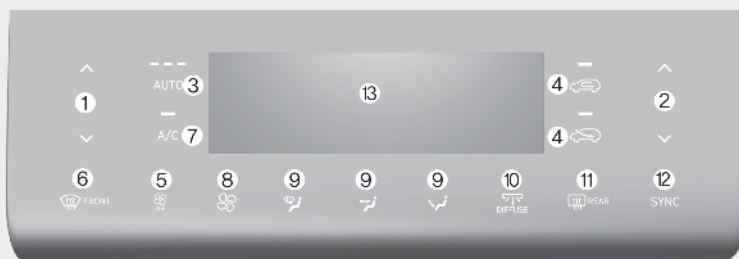 AUTO ③
① ⑬ ④ ②
A/C ⑦ ④
⑥ ⑤ ⑧ ⑨ ⑨ ⑨ ⑩ ⑪ ⑫
FRONT DIFFUSE REAR SYNC